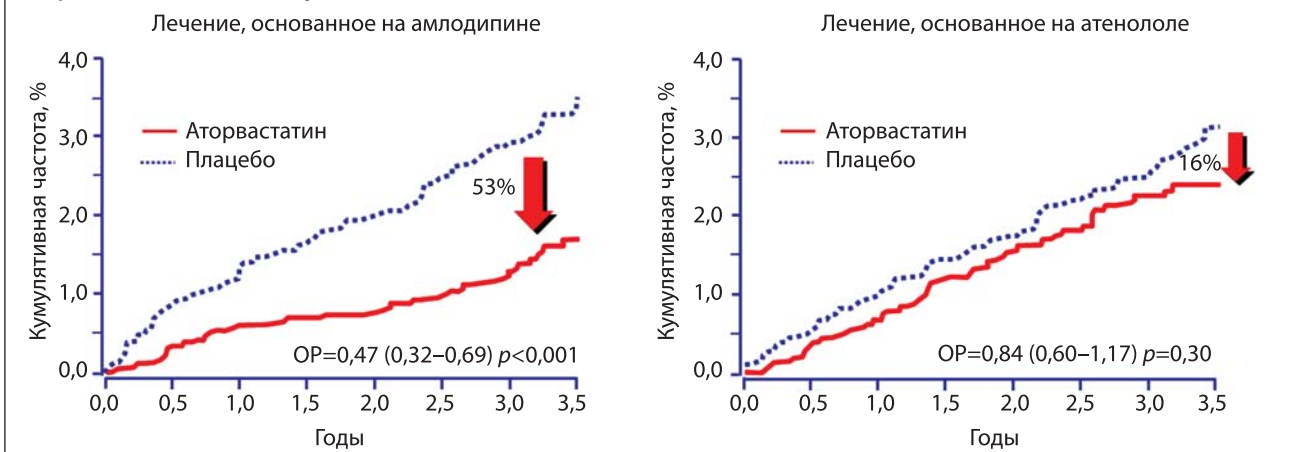 Лечение, основанное на амлодипине
Кумулятивная частота, %
4,0
3,0
2,0
1,0
0,0
Аторвастатин
Плацебо
53%
ОР=0,47 (0,32–0,69) p<0,001
0,0 0,5 1,0 1,5 2,0 2,5 3,0 3,5
Годы
Лечение, основанное на атенололе
Кумулятивная частота, %
4,0
3,0
2,0
1,0
0,0
Аторвастатин
Плацебо
16%
ОР=0,84 (0,60–1,17) p=0,30
0,0 0,5 1,0 1,5 2,0 2,5 3,0 3,5
Годы